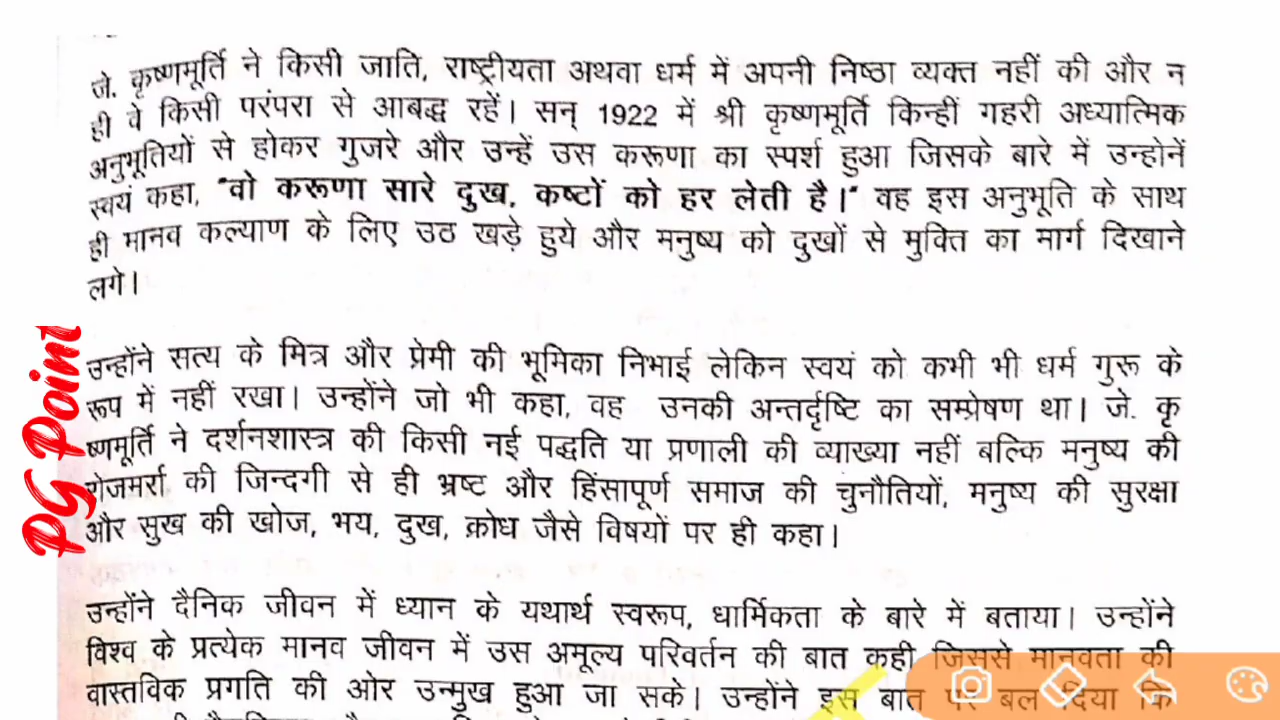 जे. कृष्णमूर्ति ने किसी जाति, राष्ट्रीयता अथवा धर्म में अपनी निष्ठा व्यक्त नहीं की और न
ही वे किसी परंपरा से आबद्ध रहें। सन् 1922 में श्री कृष्णमूर्ति किन्हीं गहरी अध्यात्मिक
अनुभूतियों से होकर गुजरे और उन्हें उस करूणा का स्पर्श हुआ जिसके बारे में उन्होनें
स्वयं कहा, "वो करूणा सारे दुख, कष्टों को हर लेती है।" वह इस अनुभूति के साथ
ही मानव कल्याण के लिए उठ खड़े हुये और मनुष्य को दुखों से मुक्ति का मार्ग दिखाने
लगे।
उन्होंने सत्य के मित्र और प्रेमी की भूमिका निभाई लेकिन स्वयं को कभी भी धर्म गुरू के
रूप में नहीं रखा। उन्होंने जो भी कहा, वह उनकी अन्तर्दृष्टि का सम्प्रेषण था। जे. कृ
ष्णमूर्ति ने दर्शनशास्त्र की किसी नई पद्धति या प्रणाली की व्याख्या नहीं बल्कि मनुष्य की
रोजमर्रा की जिन्दगी से ही भ्रष्ट और हिंसापूर्ण समाज की चुनौतियों, मनुष्य की सुरक्षा
और सुख की खोज, भय, दुख, क्रोध जैसे विषयों पर ही कहा।
उन्होंने दैनिक जीवन में ध्यान के यथार्थ स्वरूप, धार्मिकता के बारे में बताया। उन्होंने
विश्व के प्रत्येक मानव जीवन में उस अमूल्य परिवर्तन की बात कही जिससे मानवता की
वास्तविक प्रगति की ओर उन्मुख हुआ जा सके। उन्होंने इस बात पर बल दिया कि
PG Point